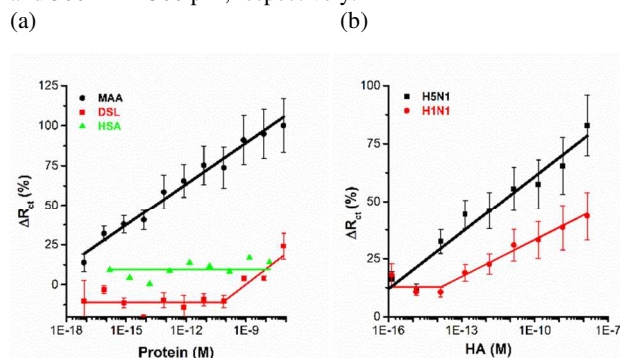 (a)
(b)
125
100
75
50
25
0
ΔRct (%)
MAA
DSL
HSA
1E-18
1E-15
1E-12
1E-9
Protein (M)
100
75
50
25
0
ΔRct (%)
H5N1
H1N1
1E-16
1E-13
1E-10
1E-7
HA (M)